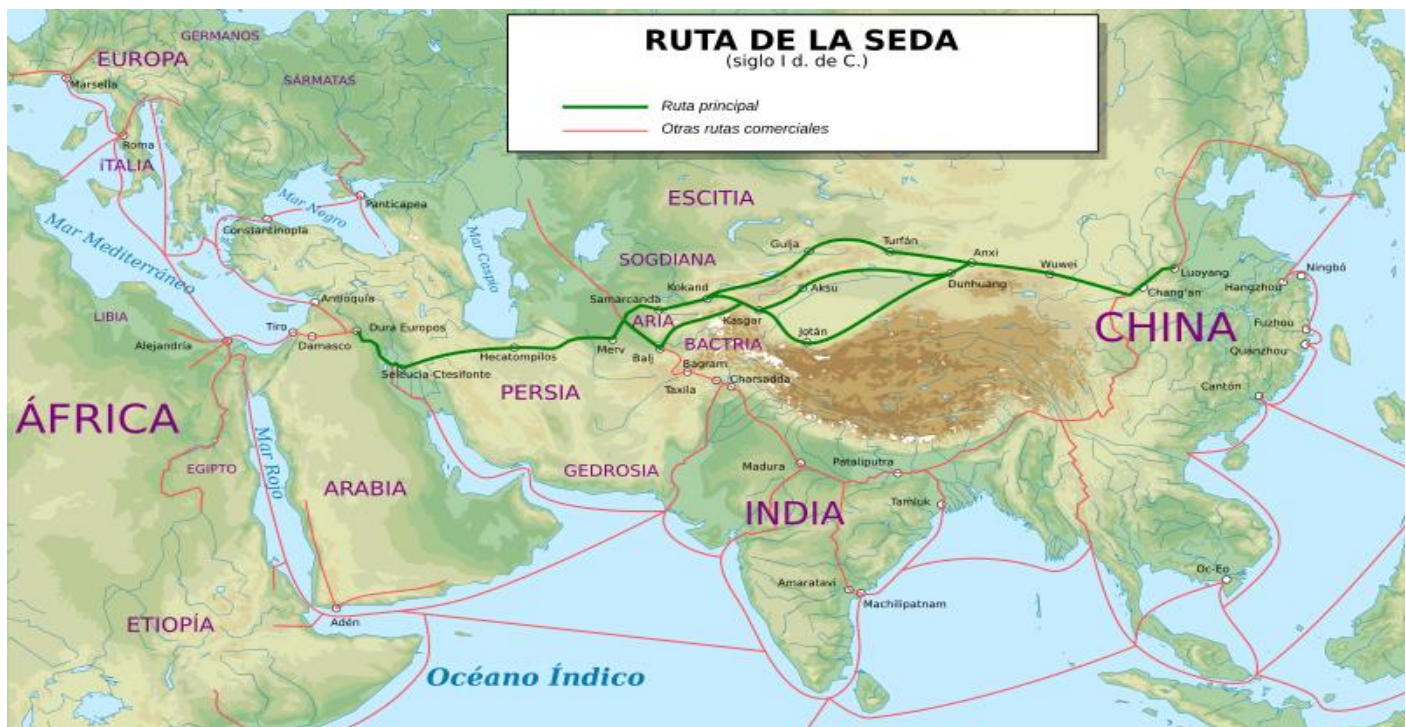 RUTA DE LA SEDA
(siglo I d. de C.)
Ruta principal
Otras rutas comerciales
GERMANOS
EUROPA
SÁRMATAS
Marsella
Roma
iTALIA
Mar Negro
Panticapea
Constantinopla
Mar Mediterráneo
Mar Caspio
ESCITIA
SOGDIANA
Gulja
Turfán
Anxi
Wuwei
Luoyang
Ningbó
Kokand
Aksu
Dunhuang
Chang'an
Hangzhou
Samarcanda
Antioquía
LIBIA
Tiro
Dura Europos
ARIA
Kasgar
Jotán
CHINA
Fuzhou
Alejandría
Damasco
Hecatompilos
Merv
Balj
BACTRIA
Quanzhou
Seleucia-Ctesifonte
Bagram
Charsadda
Taxila
PERSIA
Cantón
ÁFRICA
Mar Rojo
EGIPTO
ARABIA
GEDROSIA
Madura
Pataliputra
INDIA
Tamluk
Oc-Eo
Amaratavi
Machilipatnam
ETIOPÍA
Adén
Océano Índico